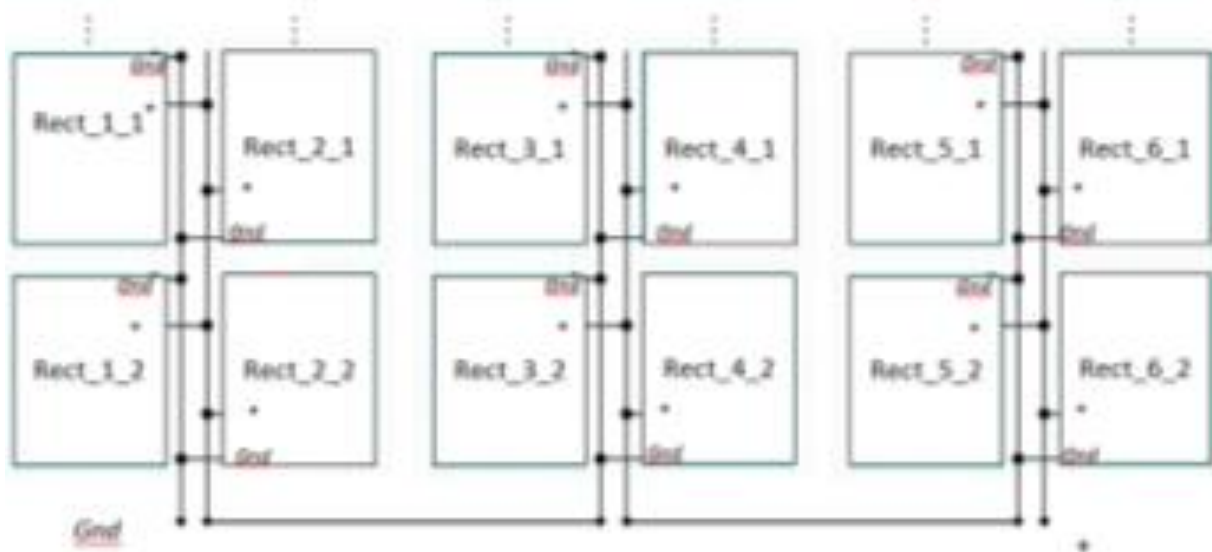 Gnd Gnd Gnd
Rect_1_1 Rect_2_1 Rect_3_1 Rect_4_1 Rect_5_1 Rect_6_1
Gnd Gnd Gnd
Gnd Gnd Gnd
Rect_1_2 Rect_2_2 Rect_3_2 Rect_4_2 Rect_5_2 Rect_6_2
Gnd Gnd Gnd
Gnd